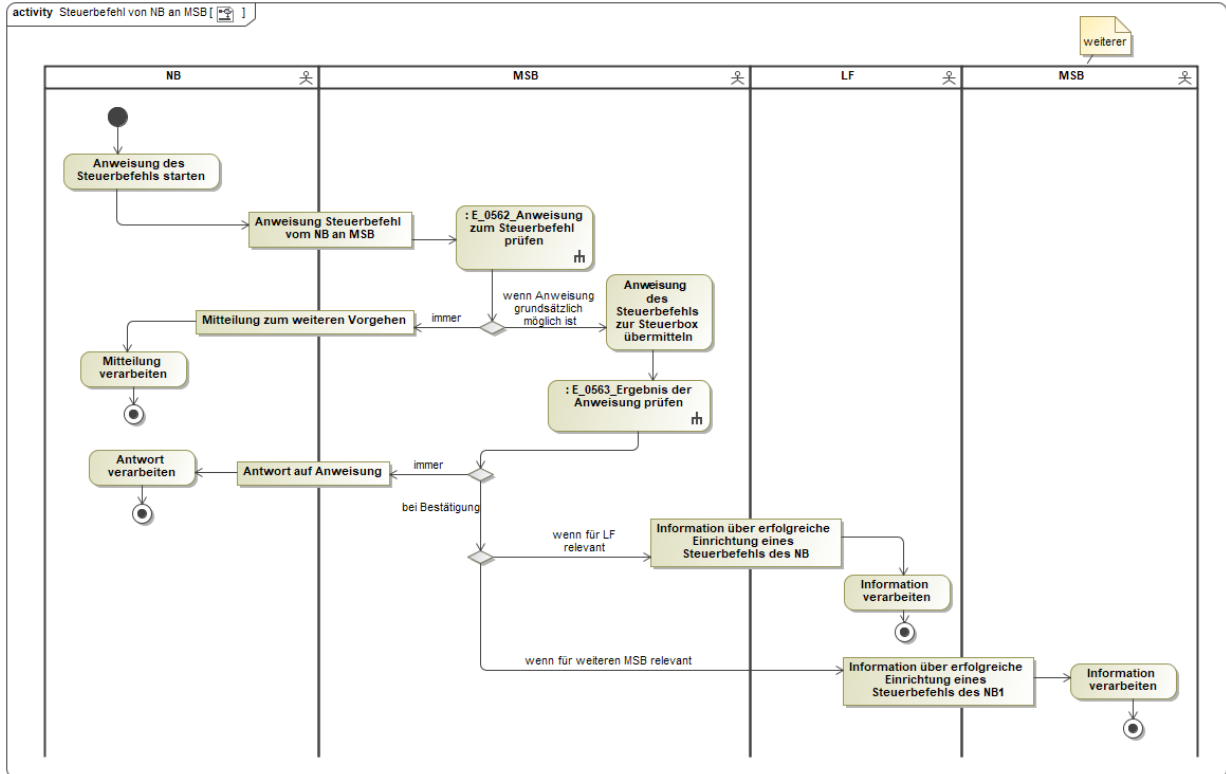 activity Steuerbefehl von NB an MSB [ ]
weiterer
NB
MSB
LF
MSB
Anweisung des
Steuerbefehls starten
Anweisung Steuerbefehl
vom NB an MSB
: E_0562_Anweisung
zum Steuerbefehl
prüfen
wenn Anweisung
grundsätzlich
möglich ist
Anweisung
des
Steuerbefehls
zur Steuerbox
übermitteln
immer
Mitteilung zum weiteren Vorgehen
Mitteilung
verarbeiten
: E_0563_Ergebnis der
Anweisung prüfen
Antwort
verarbeiten
Antwort auf Anweisung
immer
bei Bestätigung
wenn für LF
relevant
Information über erfolgreiche
Einrichtung eines
Steuerbefehls des NB
Information
verarbeiten
wenn für weiteren MSB relevant
Information über erfolgreiche
Einrichtung eines
Steuerbefehls des NB1
Information
verarbeiten